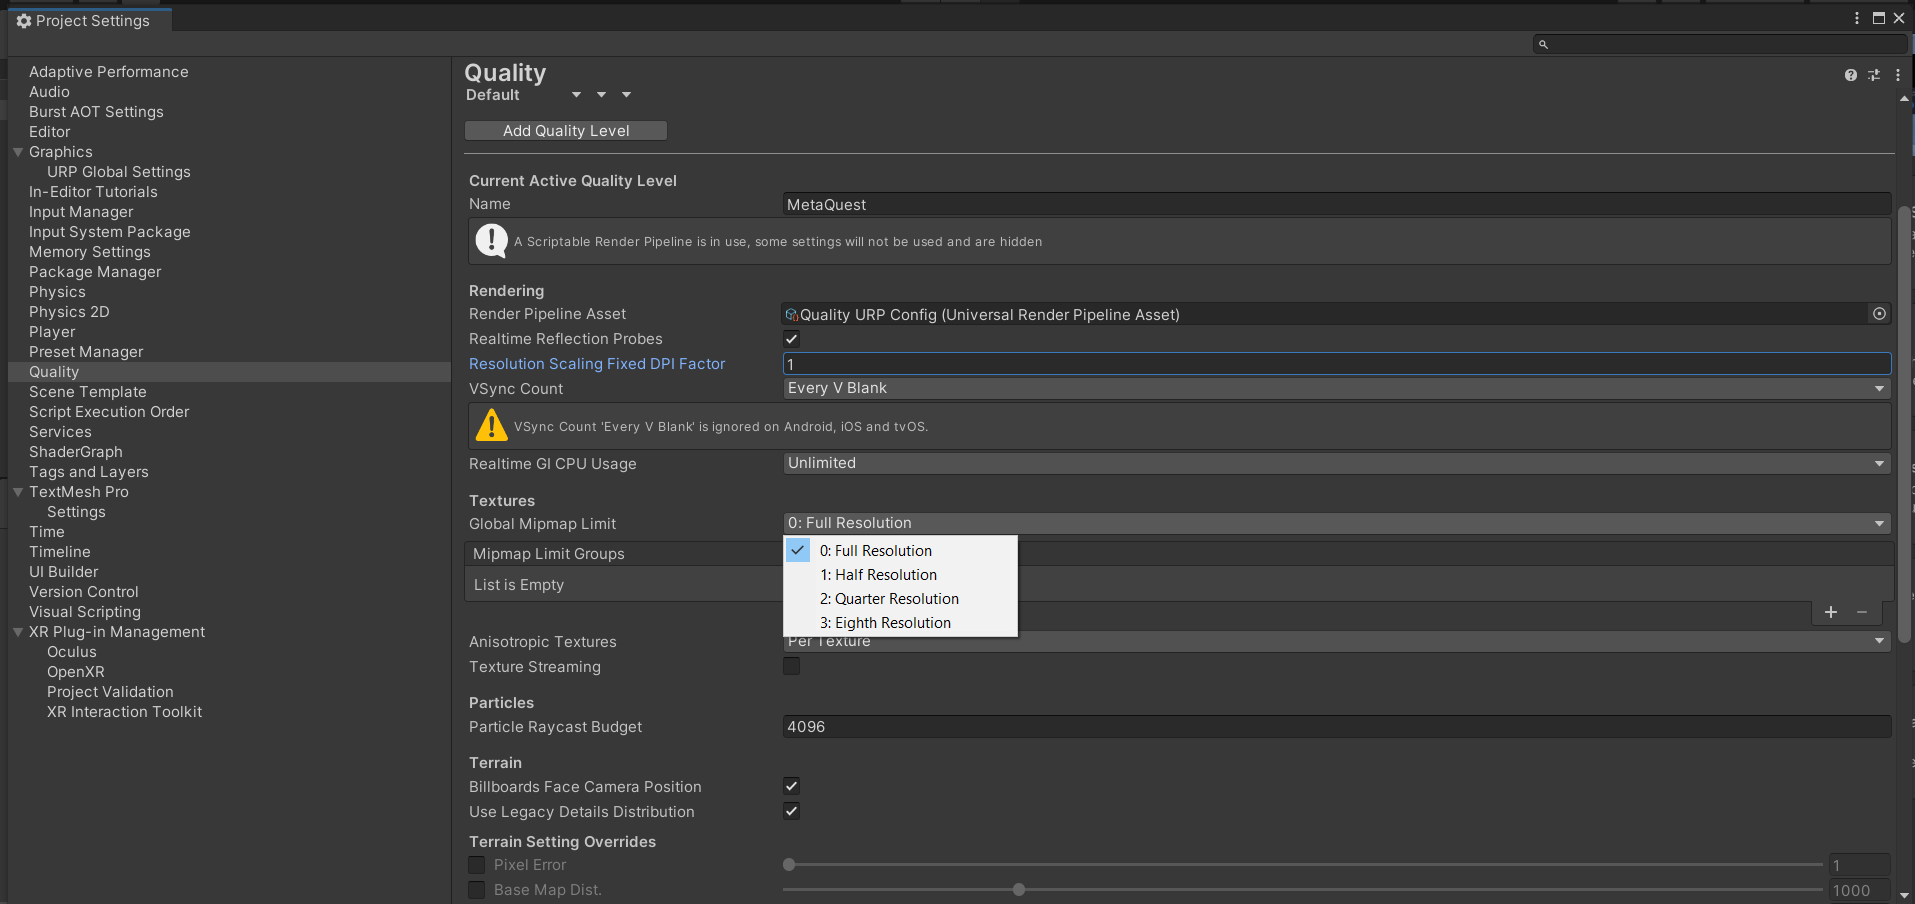 Project Settings
Adaptive Performance
Audio
Burst AOT Settings
Editor
Graphics
URP Global Settings
In-Editor Tutorials
Input Manager
Input System Package
Memory Settings
Package Manager
Physics
Physics 2D
Player
Preset Manager
Quality
Scene Template
Script Execution Order
Services
ShaderGraph
Tags and Layers
TextMesh Pro
Settings
Time
Timeline
UI Builder
Version Control
Visual Scripting
XR Plug-in Management
Oculus
OpenXR
Project Validation
XR Interaction Toolkit
Quality
Default
Add Quality Level
Current Active Quality Level
Name MetaQuest
A Scriptable Render Pipeline is in use, some settings will not be used and are hidden
Rendering
Render Pipeline Asset Quality URP Config (Universal Render Pipeline Asset)
Realtime Reflection Probes
Resolution Scaling Fixed DPI Factor 1
VSync Count Every V Blank
VSync Count 'Every V Blank' is ignored on Android, iOS and tvOS.
Realtime GI CPU Usage Unlimited
Textures
Global Mipmap Limit 0: Full Resolution
Mipmap Limit Groups
List is Empty
0: Full Resolution
1: Half Resolution
2: Quarter Resolution
3: Eighth Resolution
Anisotropic Textures Per Texture
Texture Streaming
Particles
Particle Raycast Budget 4096
Terrain
Billboards Face Camera Position
Use Legacy Details Distribution
Terrain Setting Overrides
Pixel Error 1
Base Map Dist. 1000